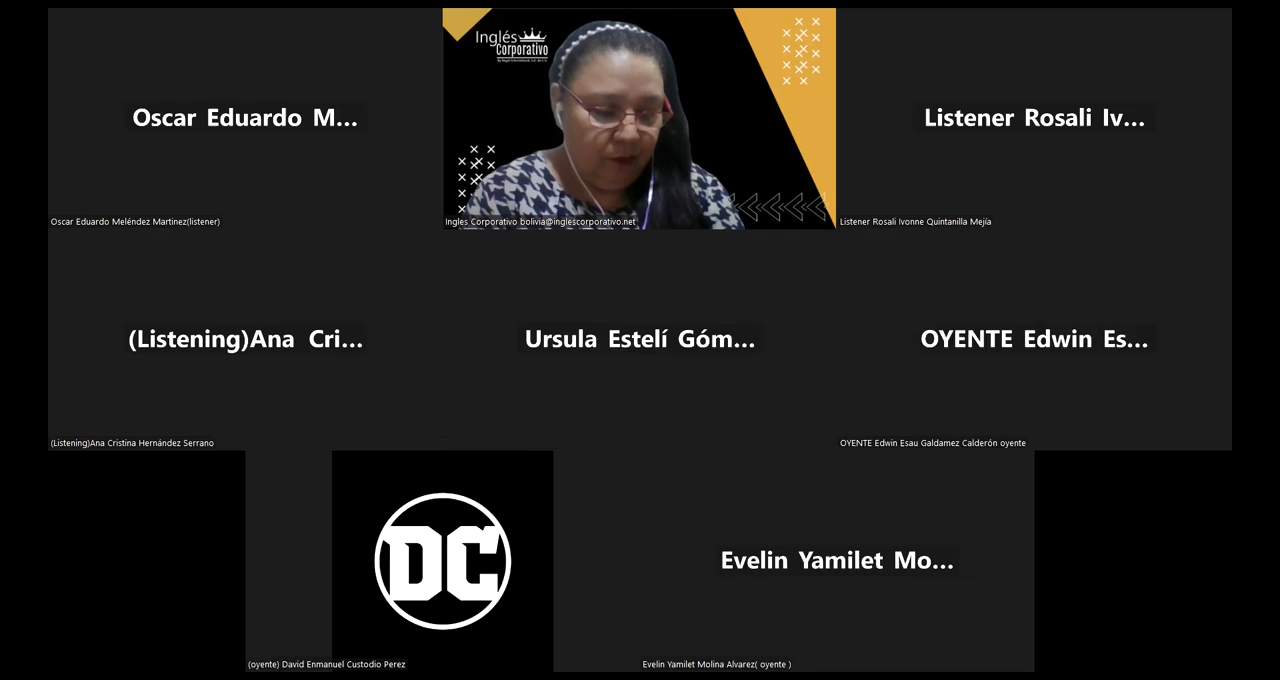 Oscar Eduardo M...
Oscar Eduardo Meléndez Martinez(listener)
Inglés
Corporativo
Inglés Corporativo bolivia@inglescorporativo.net
Listener Rosali Iv...
Listener Rosali Ivonne Quintanilla Mejía
(Listening)Ana Cri...
(Listening)Ana Cristina Hernández Serrano
Ursula Estelí Góm...
OYENTE Edwin Es...
OYENTE Edwin Esau Galdamez Calderón oyente
DC
(oyente) David Enmanuel Custodio Perez
Evelin Yamilet Mo...
Evelin Yamilet Molina Alvarez( oyente )